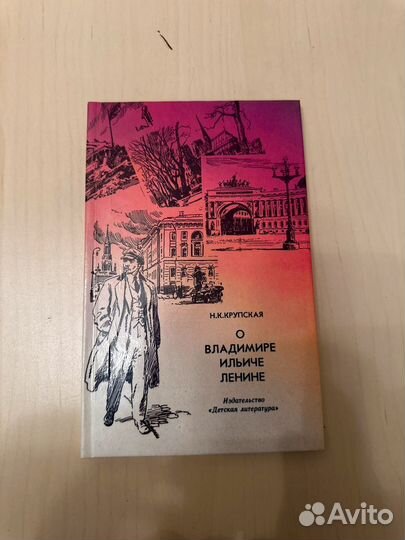 Н.К.КРУПСКАЯ
О
ВЛАДИМИРЕ
ИЛЬИЧЕ
ЛЕНИНЕ
Издательство
«Детская литература»
Avito